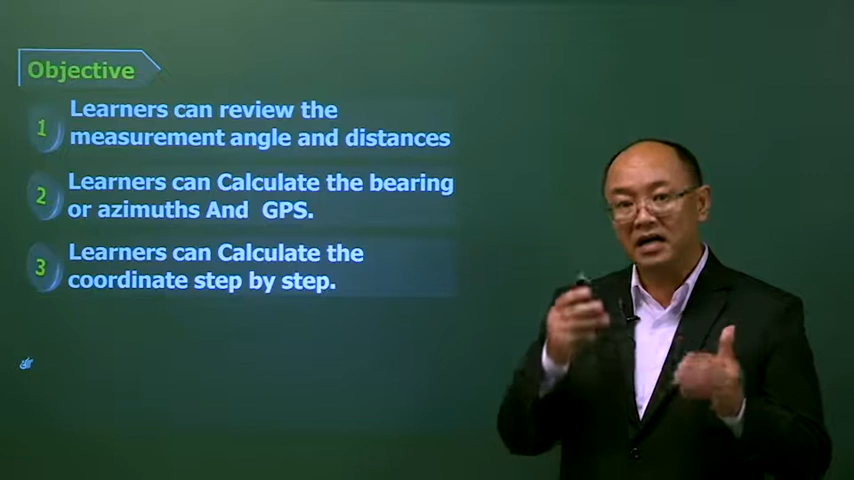 Objective
1
Learners can review the
measurement angle and distances
2
Learners can Calculate the bearing
or azimuths And GPS.
3
Learners can Calculate the
coordinate step by step.